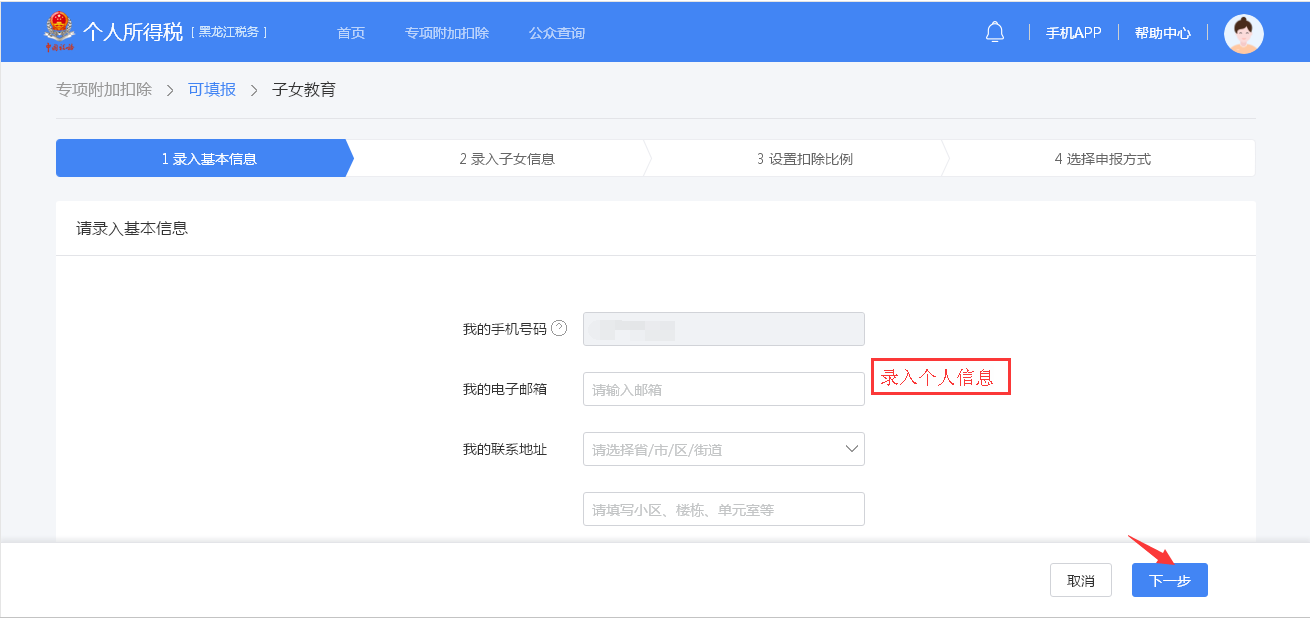 个人所得税 [ 黑龙江税务 ] 首页 专项附加扣除 公众查询 手机APP 帮助中心
专项附加扣除 > 可填报 > 子女教育
1 录入基本信息 2 录入子女信息 3 设置扣除比例 4 选择申报方式
请录入基本信息
我的手机号码 ?
录入个人信息
我的电子邮箱 请输入邮箱
我的联系地址 请选择省/市/区/街道
请填写小区、楼栋、单元室等
取消 下一步